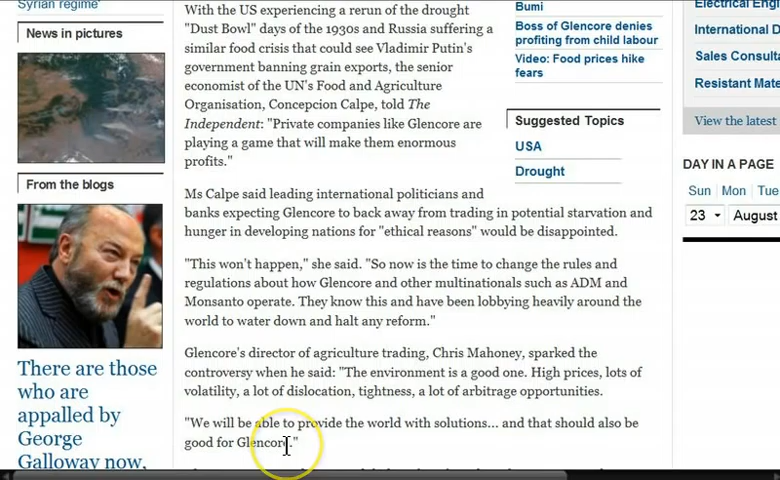 Syrian regime'
News in pictures
From the blogs
There are those
who are
appalled by
George
Galloway now,
With the US experiencing a rerun of the drought
"Dust Bowl" days of the 1930s and Russia suffering a
similar food crisis that could see Vladimir Putin's
government banning grain exports, the senior
economist of the UN's Food and Agriculture
Organisation, Concepcion Calpe, told The
Independent: "Private companies like Glencore are
playing a game that will make them enormous
profits."
Ms Calpe said leading international politicians and
banks expecting Glencore to back away from trading in potential starvation and
hunger in developing nations for "ethical reasons" would be disappointed.
"This won't happen," she said. "So now is the time to change the rules and
regulations about how Glencore and other multinationals such as ADM and
Monsanto operate. They know this and have been lobbying heavily around the
world to water down and halt any reform."
Glencore's director of agriculture trading, Chris Mahoney, sparked the
controversy when he said: "The environment is a good one. High prices, lots of
volatility, a lot of dislocation, tightness, a lot of arbitrage opportunities.
"We will be able to provide the world with solutions... and that should also be
good for Glencore."
Bumi
Boss of Glencore denies
profiting from child labour
Video: Food prices hike
fears
Suggested Topics
USA
Drought
Electrical Eng
International D
Sales Consulta
Resistant Mate
View the latest
DAY IN A PAGE
Sun Mon Tue
23 August